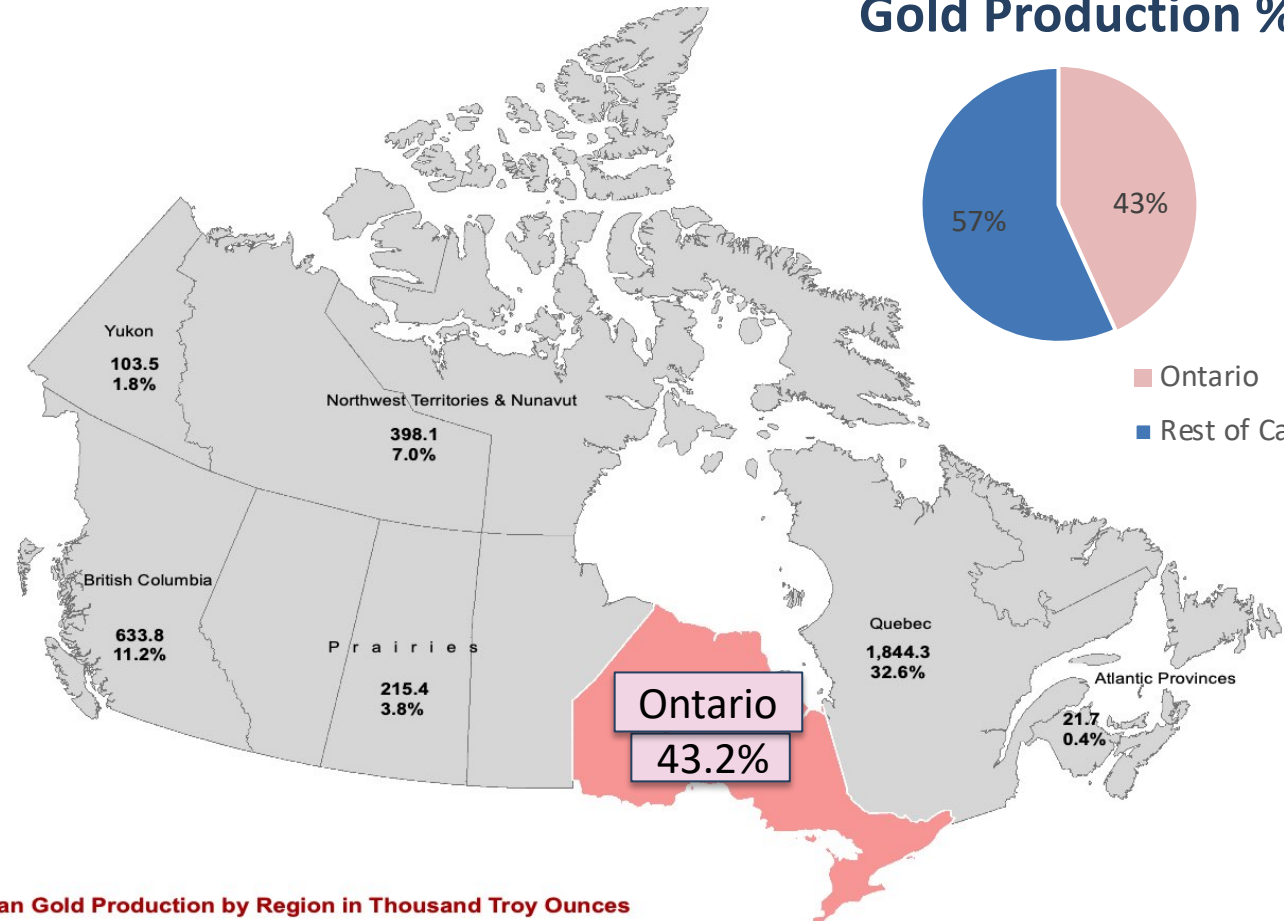 Gold Production %
57%
43%
Ontario
Rest of
Yukon
103.5
1.8%
Northwest Territories & Nunavut
398.1
7.0%
British Columbia
633.8
11.2%
Prairies
215.4
3.8%
Ontario
43.2%
Quebec
1,844.3
32.6%
Atlantic Provinces
21.7
0.4%
Gold Production by Region in Thousand Troy Ounces